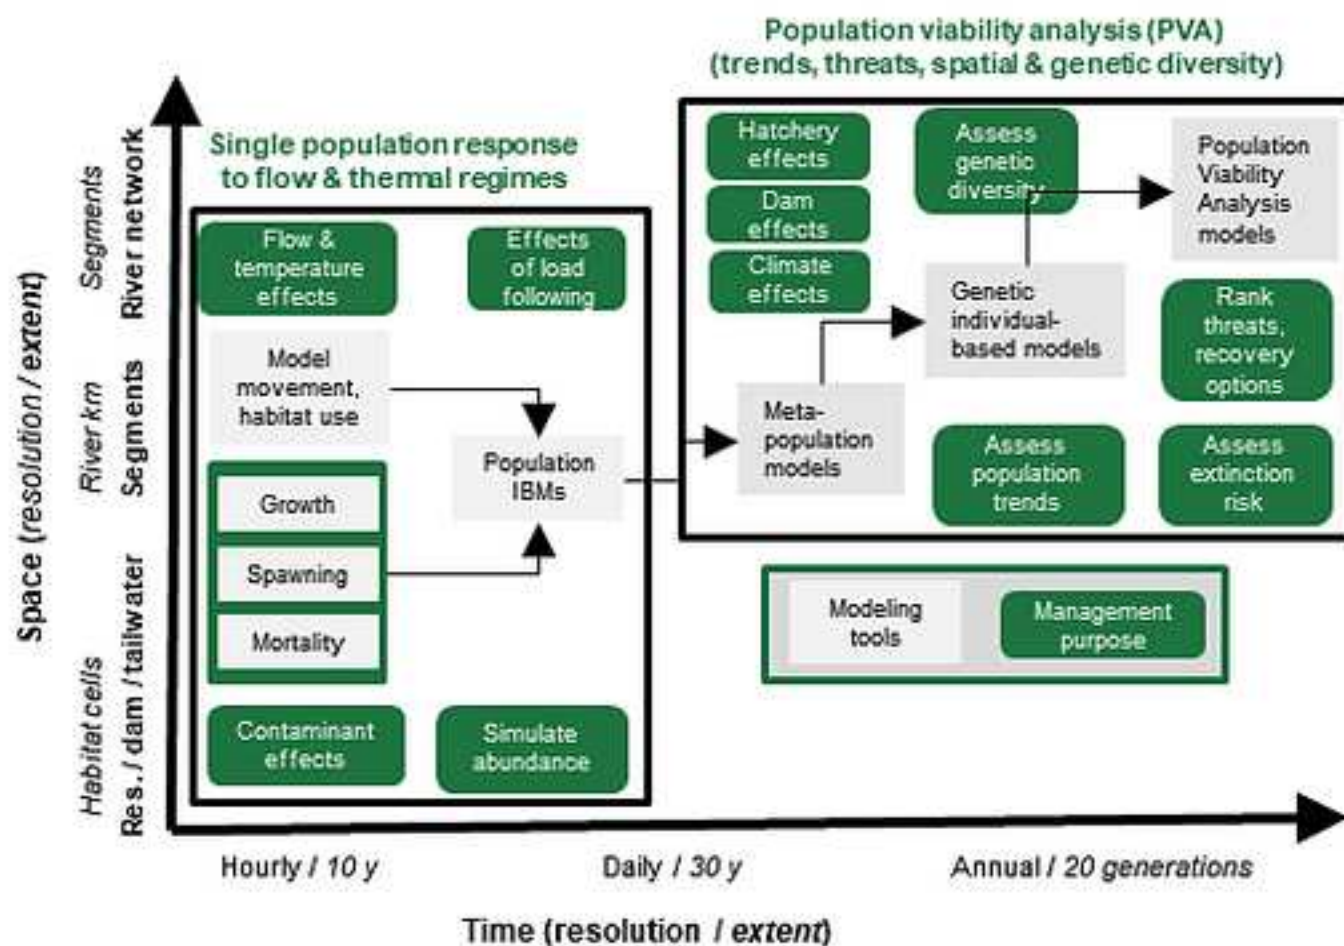 Population viability analysis (PVA)
(trends, threats, spatial & genetic diversity)
Single population response
to flow & thermal regimes
Flow &
temperature
effects
Effects
of load
following
Model
movement,
habitat use
Growth
Spawning
Mortality
Population
IBMs
Contaminant
effects
Simulate
abundance
Hatchery
effects
Dam
effects
Climate
effects
Assess
genetic
diversity
Population
Viability
Analysis
models
Genetic
individual-
based models
Meta-
population
models
Rank
threats,
recovery
options
Assess
population
trends
Assess
extinction
risk
Modeling
tools
Management
purpose
Space (resolution / extent)
Segments
River network
River km
Segments
Habitat cells
Res. / dam / tailwater
Hourly / 10 y
Daily / 30 y
Annual / 20 generations
Time (resolution / extent)